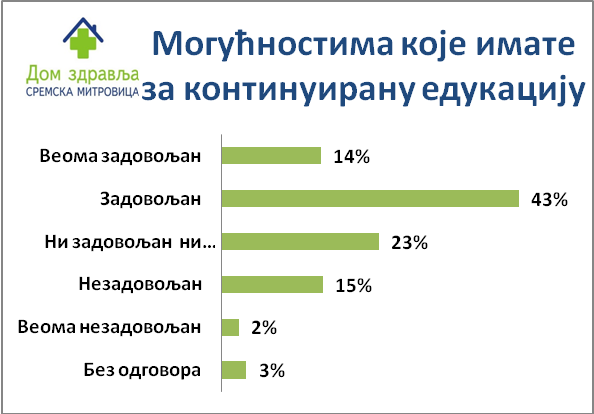 Дом здравља
СРЕМСКА МИТРОВИЦА
Могућностима које имате
за континуирану едукацију
Веома задовољан 14%
Задовољан 43%
Ни задовољан ни... 23%
Незадовољан 15%
Веома незадовољан 2%
Без одговора 3%